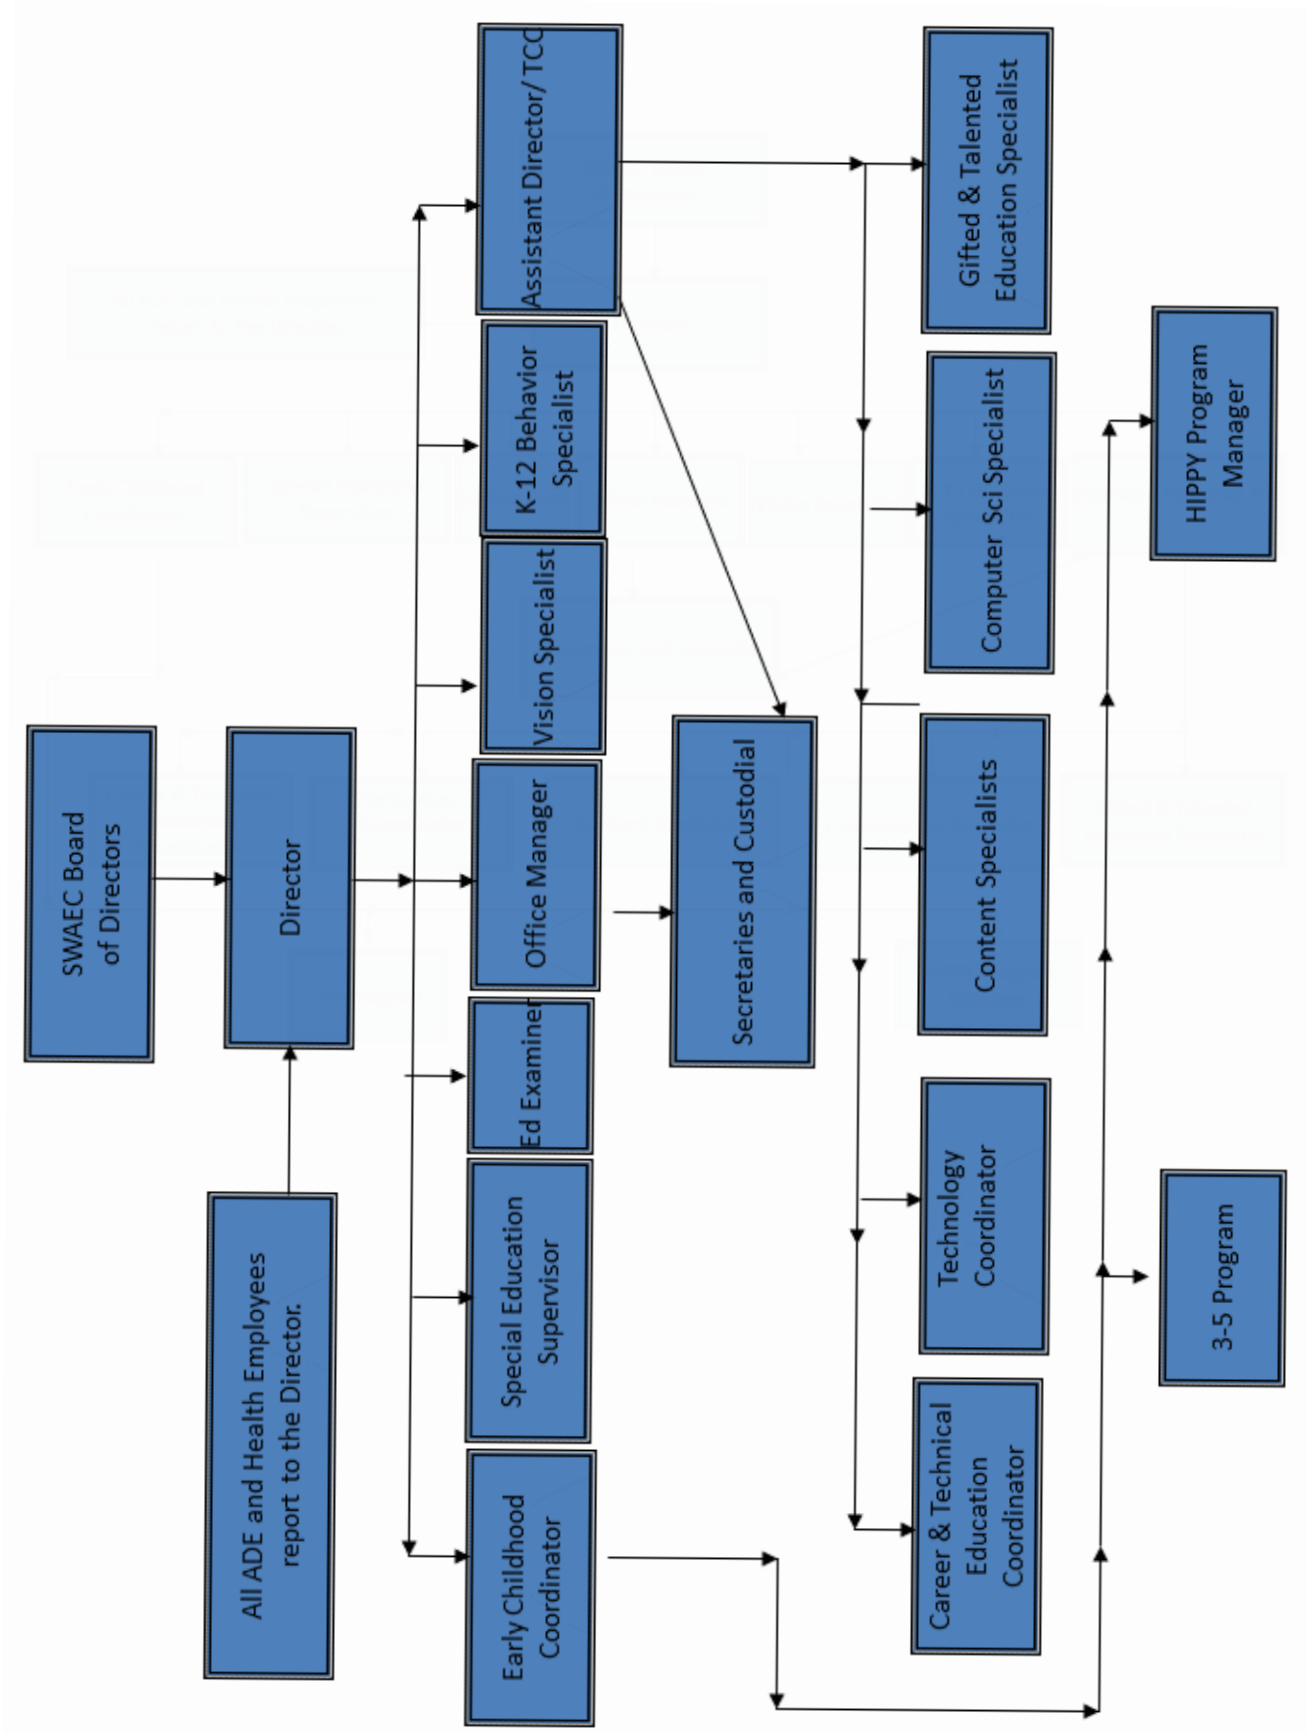 SWAEC Board
of Directors
All ADE and Health Employees
report to the Director.
Director
Early Childhood
Coordinator
Special Education
Supervisor
Ed Examiner
Office Manager
Vision Specialist
K-12 Behavior
Specialist
Assistant Director/ TCC
Secretaries and Custodial
Career & Technical
Education
Coordinator
Technology
Coordinator
Content Specialists
Computer Sci Specialist
Gifted & Talented
Education Specialist
3-5 Program
HIPPY Program
Manager